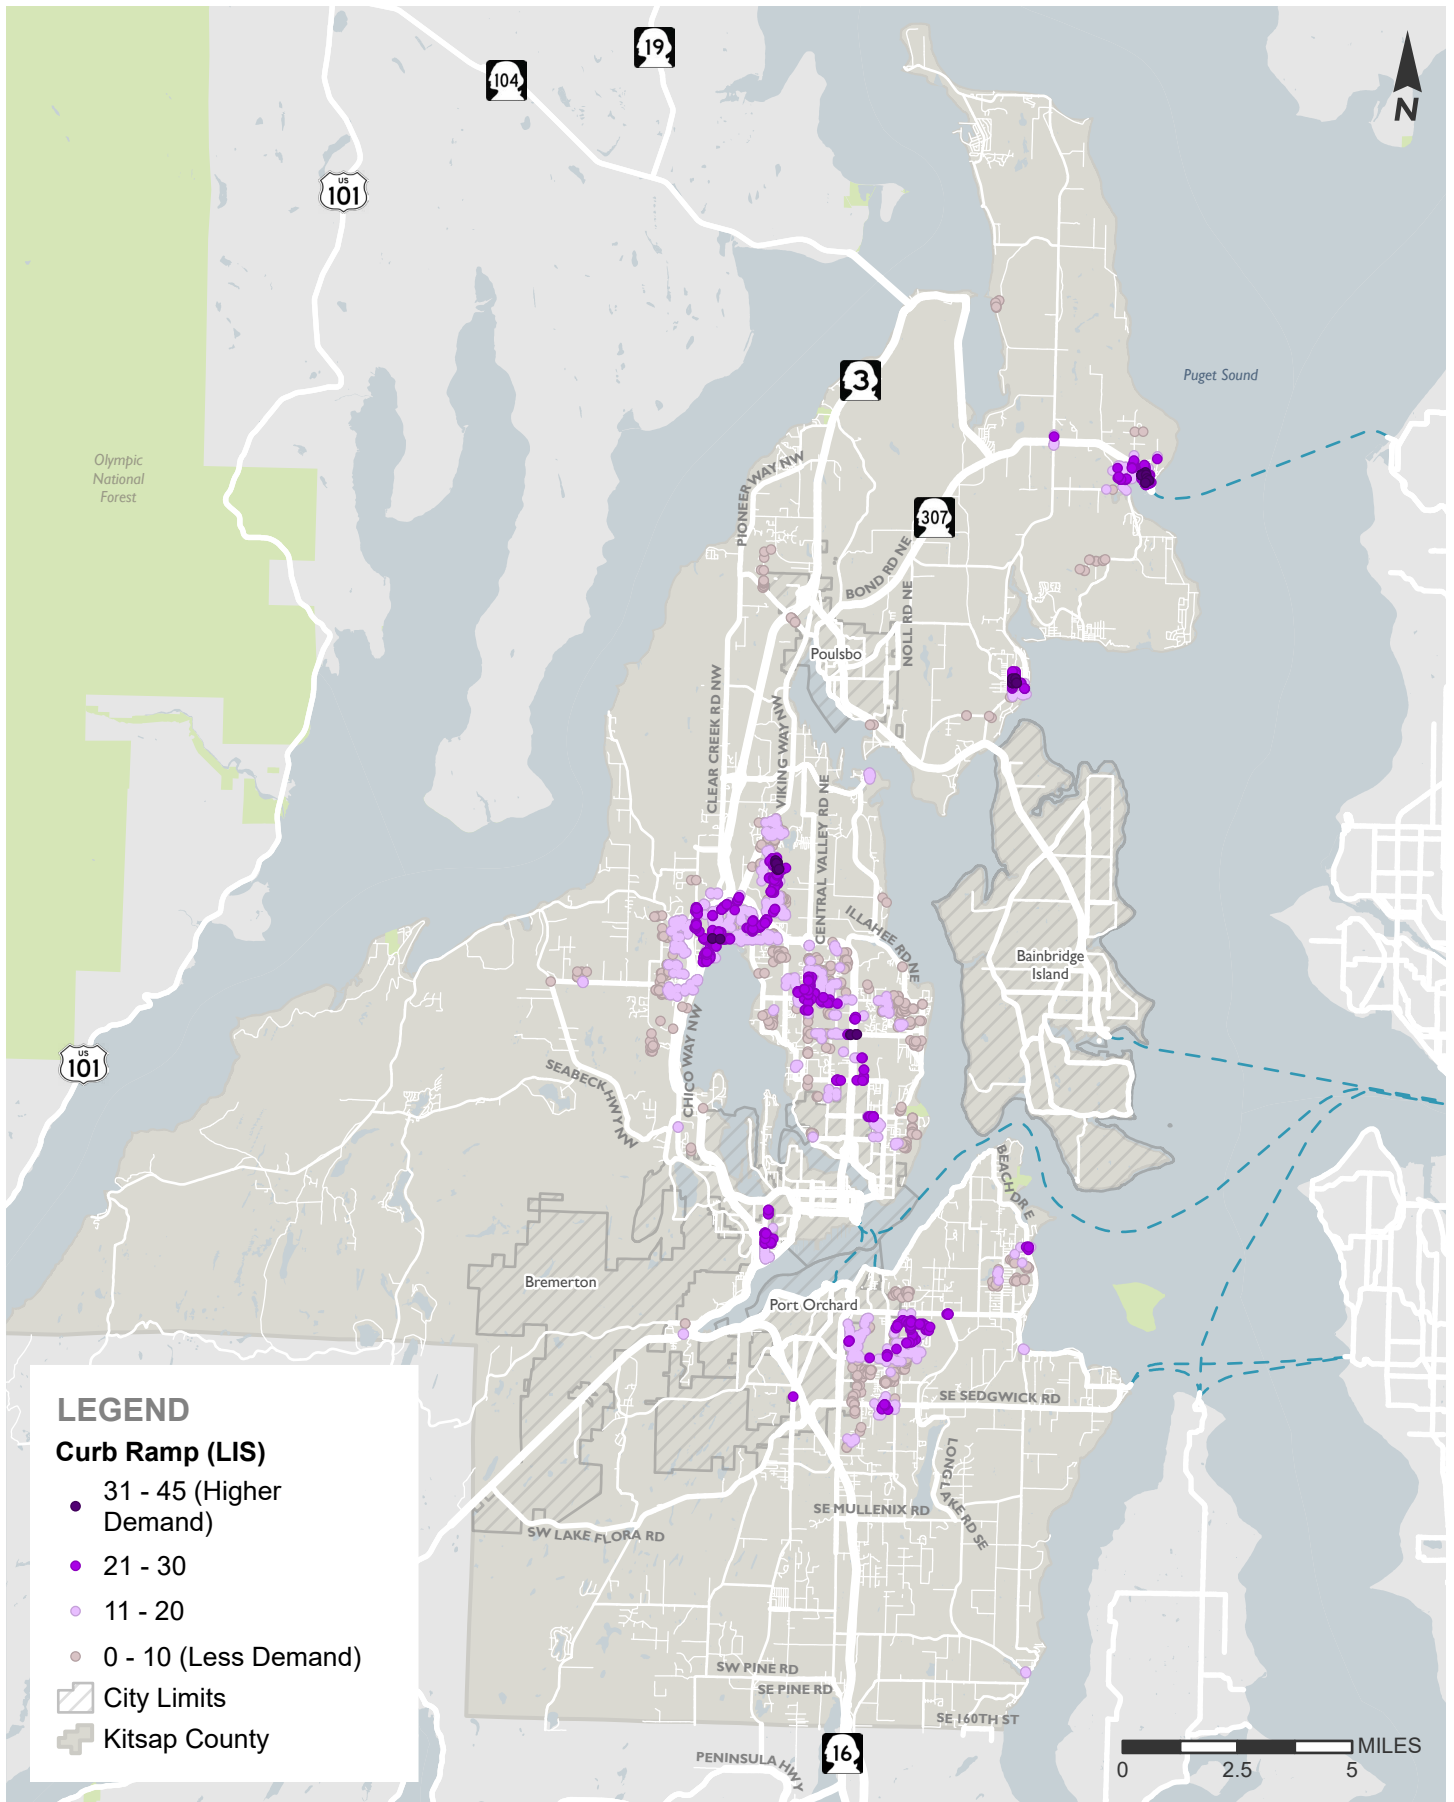 19
104
N
US
101
3
Puget Sound
Olympic
National
Forest
PIONEER WAY NW
307
BOND RD NE
NOLL RD NE
Poulsbo
CLEAR CREEK RD NW
VIKING WAY NW
CENTRAL VALLEY RD NE
ILLAHEE RD NE
Bainbridge
Island
US
101
CHICO WAY NW
SEABECK HWY NW
BEACH DR E
Bremerton
Port Orchard
SE SEDGWICK RD
LONG LAKE RD SE
SE MULLENIX RD
SW LAKE FLORA RD
SW PINE RD
SE PINE RD
SE 160TH ST
16
PENINSULA HWY
LEGEND
Curb Ramp (LIS)
31 - 45 (Higher
Demand)
21 - 30
11 - 20
0 - 10 (Less Demand)
City Limits
Kitsap County
MILES
0 2.5 5